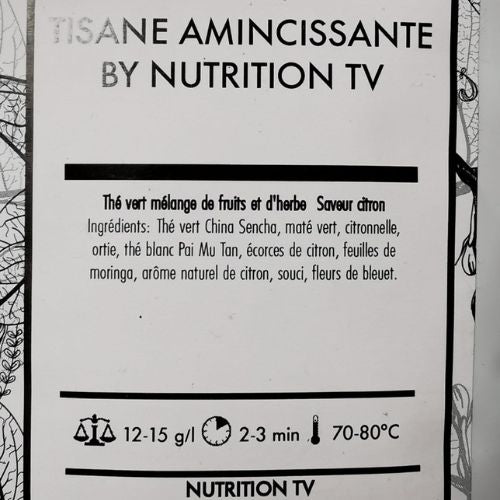 TISANE AMINCISSANTE
BY NUTRITION TV
Thé vert mélange de fruits et d'herbe Saveur citron
Ingrédients: Thé vert China Sencha, maté vert, citronnelle,
ortie, thé blanc Pai Mu Tan, écorces de citron, feuilles de
moringa, arôme naturel de citron, souci, fleurs de bleuet.
12-15 g/l 2-3 min 70-80°C
NUTRITION TV